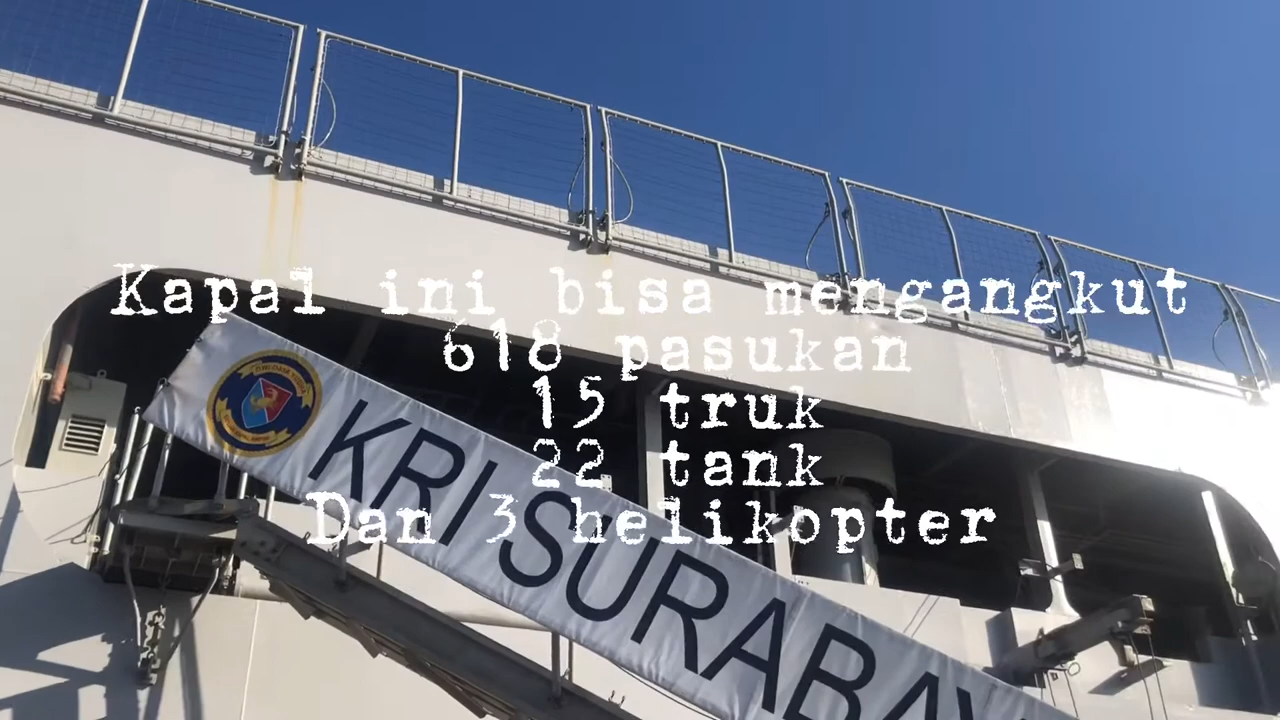 Kapal ini bisa mengangkut
618 pasukan
15 truk
22 tank
Dan 3 helikopter
KRI SURABAY